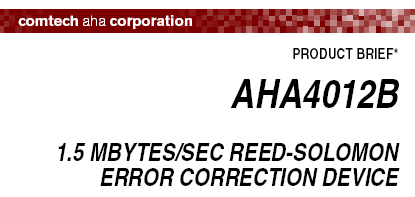 comtech aha corporation
PRODUCT BRIEF*
AHA4012B
1.5 MBYTES/SEC REED-SOLOMON
ERROR CORRECTION DEVICE